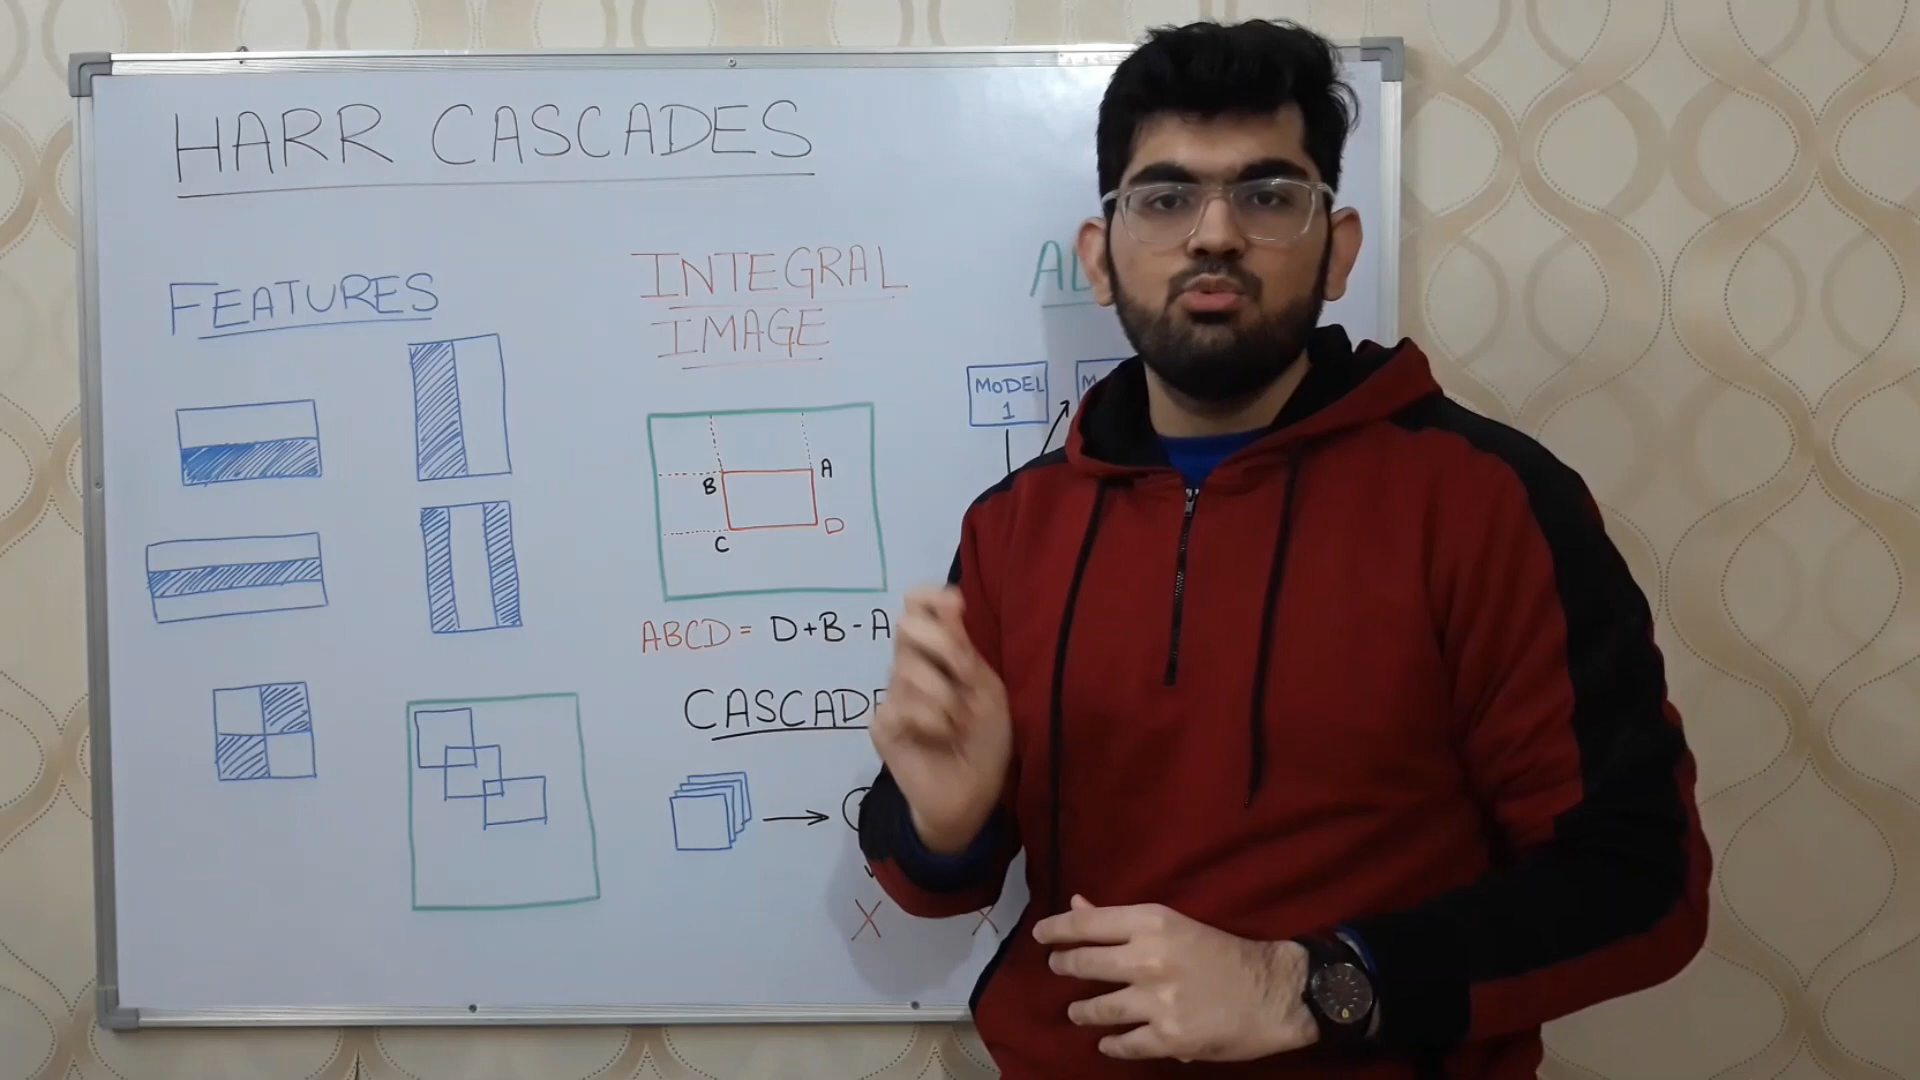 HARR CASCADES
FEATURES
INTEGRAL
IMAGE
MODEL
1
A
B
C
D
ABCD = D+B-A
CASCADE
X
X